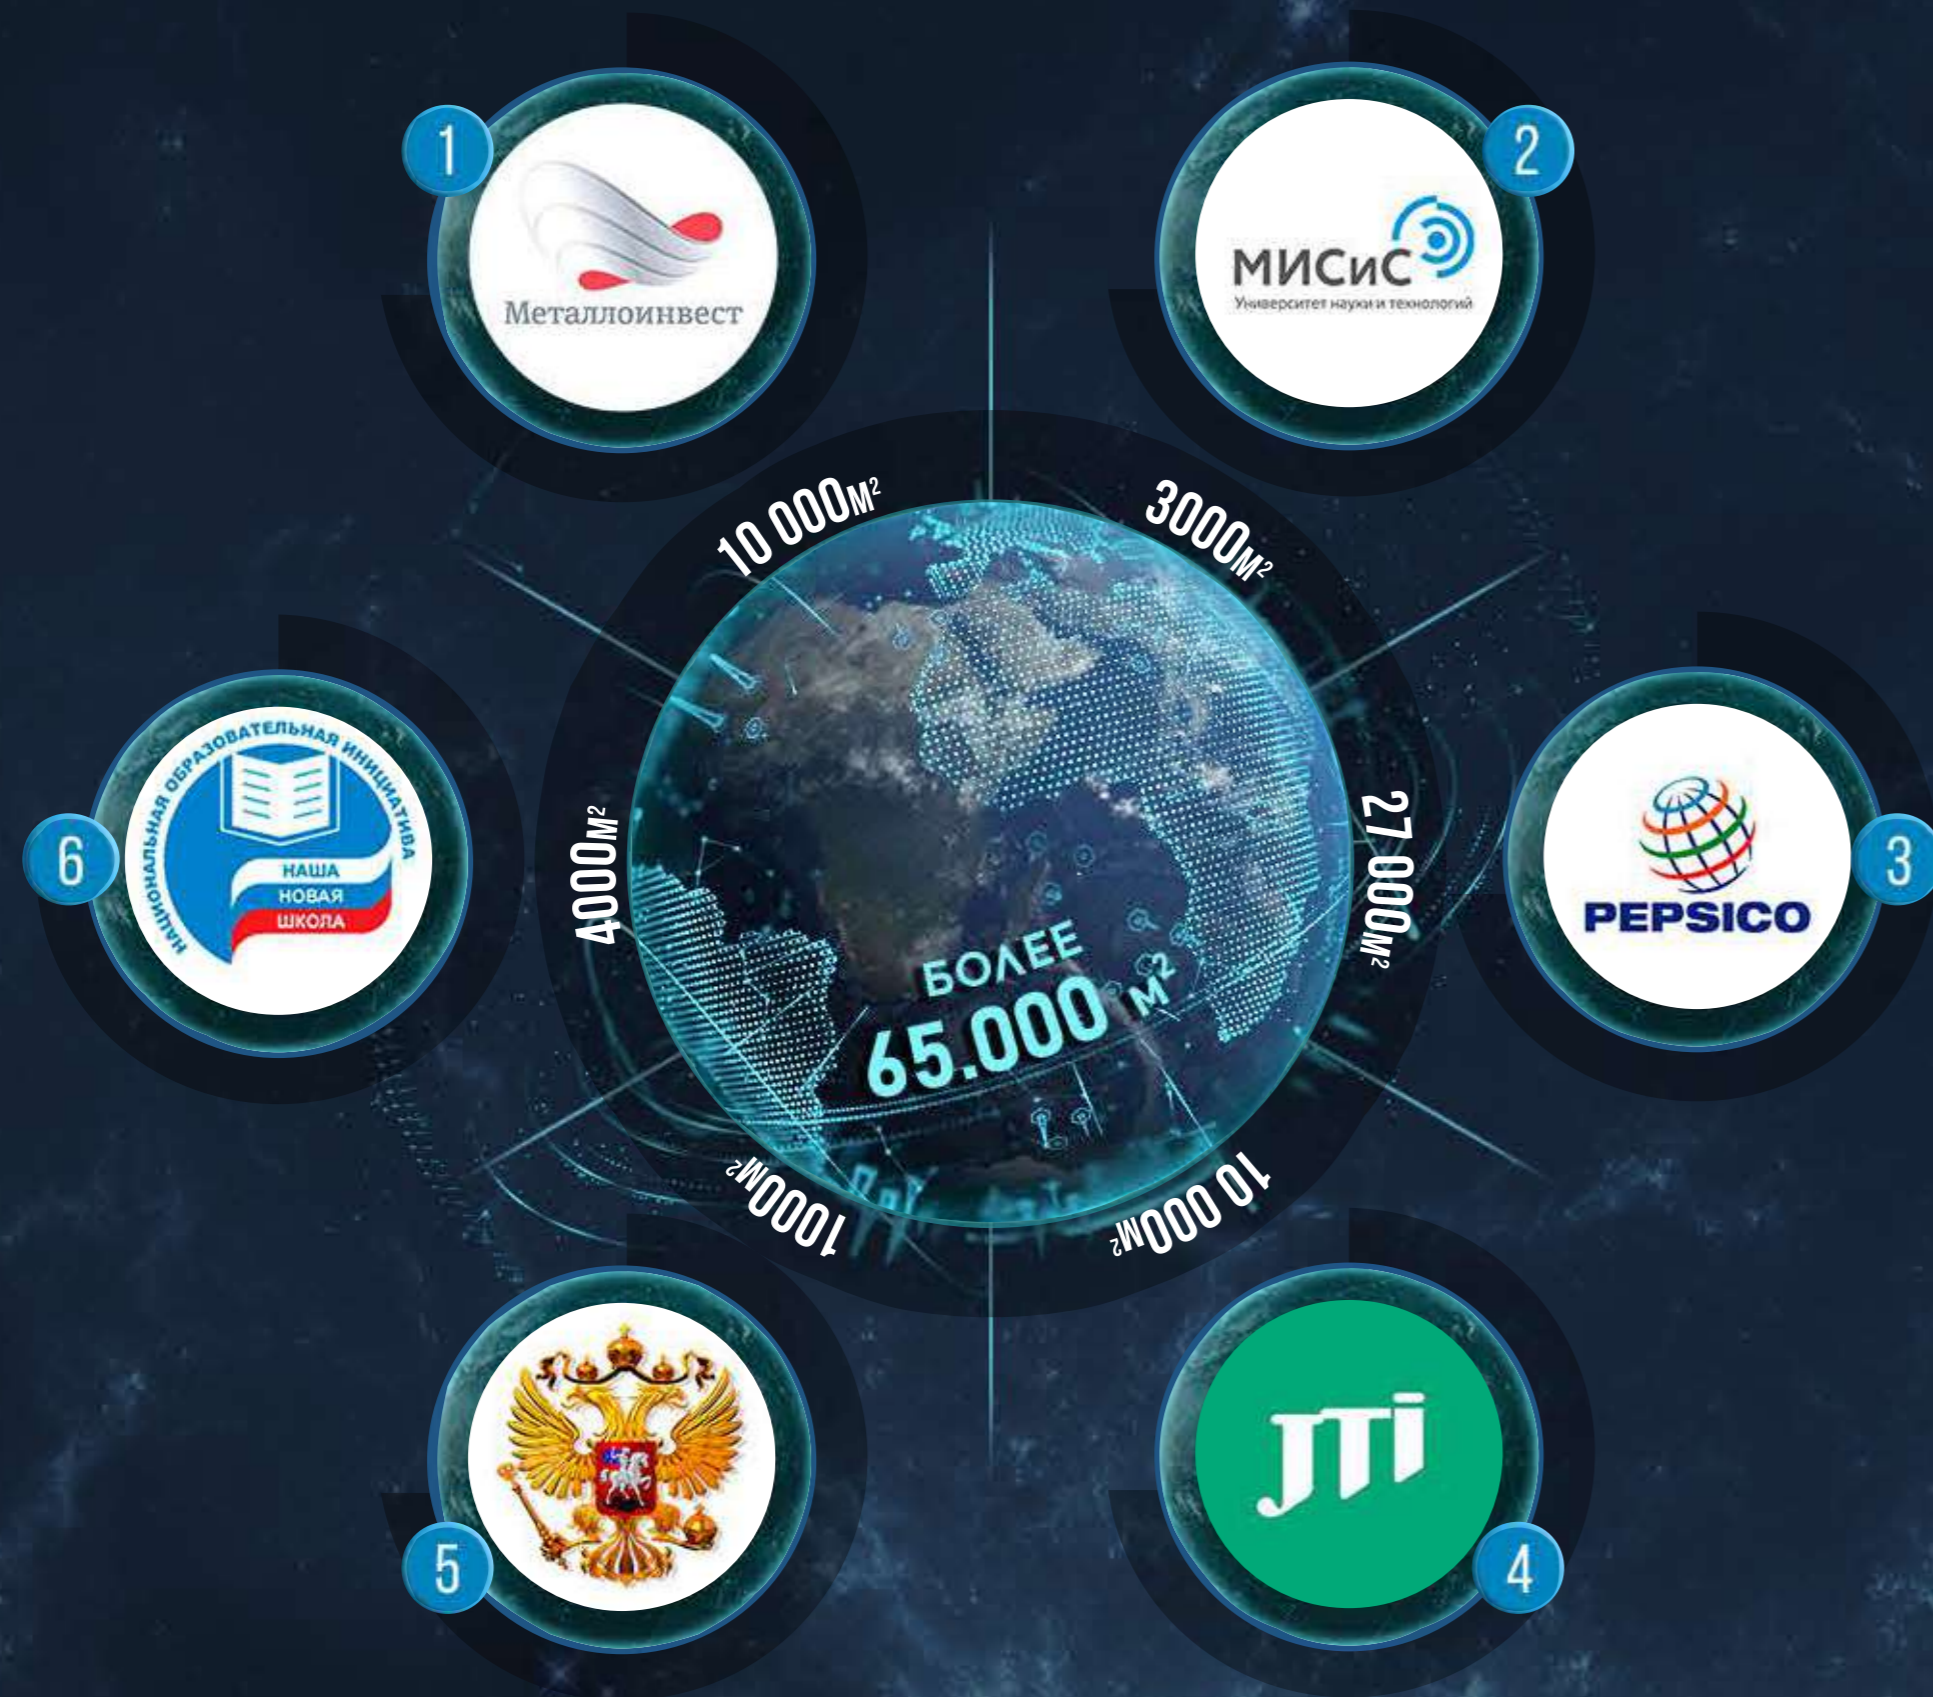 1
Металлоинвест
2
МИСиС
Университет науки и технологий
10 000м²
3000м²
6
НАЦИОНАЛЬНАЯ ОБРАЗОВАТЕЛЬНАЯ ИНИЦИАТИВА
НАША
НОВАЯ
ШКОЛА
4000м²
27 000м²
3
PEPSICO
БОЛЕЕ
65.000 м²
1000м²
10 000м²
5
JTi
4